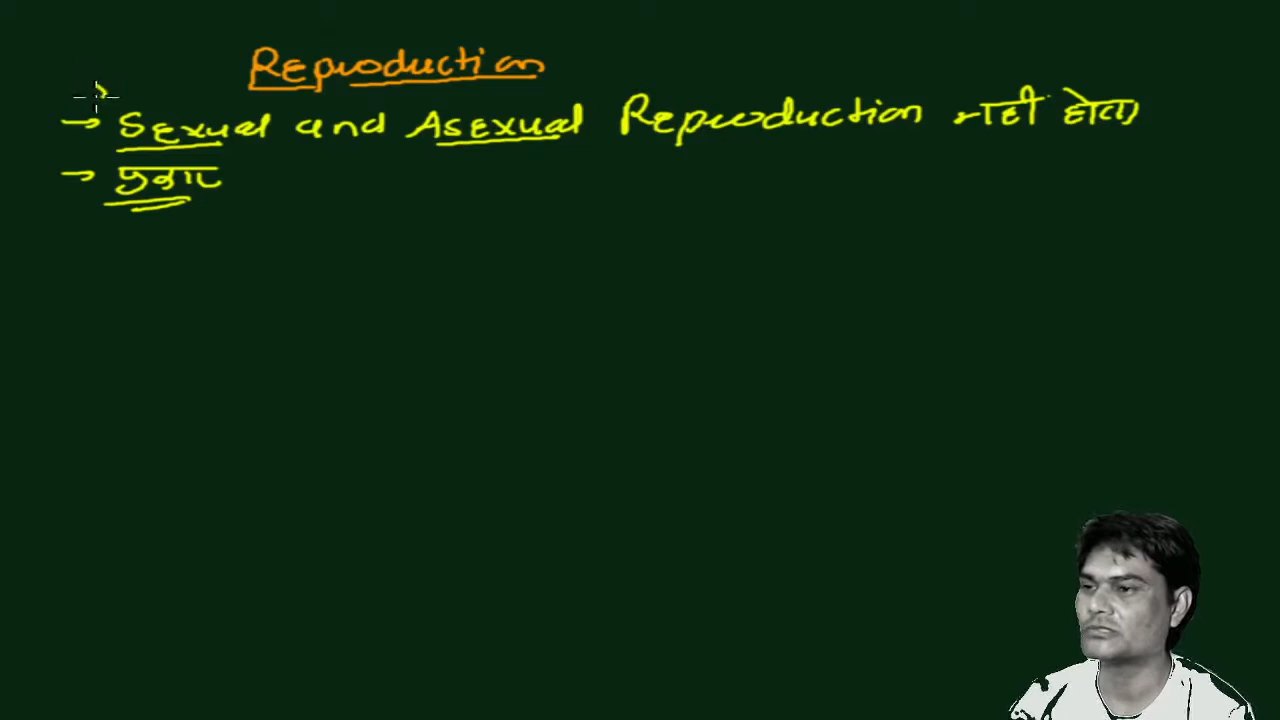 Reproduction
→ Sexual and Asexual Reproduction नही होता
→ प्रकार